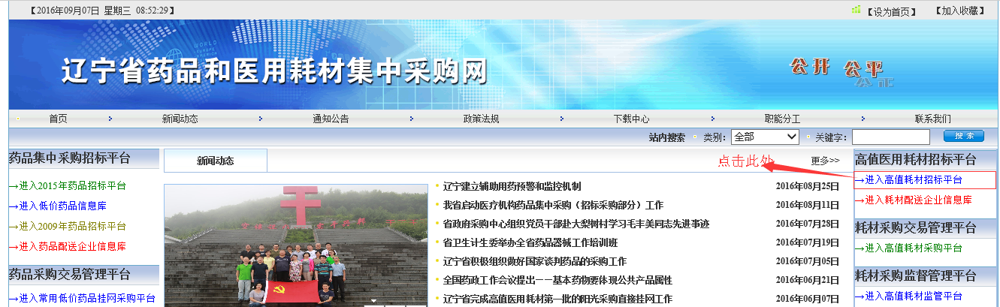 【2016年09月07日 星期三 08:52:29】
【设为首页】 【加入收藏】
辽宁省药品和医用耗材集中采购网
公开 公平 公正
首页 新闻动态 通知公告 政策法规 下载中心 职能分工 联系我们
站内搜索 类别： 全部 关键字： 搜 索
药品集中采购招标平台
→进入2015年药品招标平台
→进入低价药品信息库
→进入2009年药品招标平台
→进入药品配送企业信息库
药品采购交易管理平台
→进入常用低价药品挂网采购平台
新闻动态
点击此处
更多>>
辽宁建立辅助用药预警和监控机制 2016年08月25日
我省启动医疗机构药品集中采购（招标采购部分）工作 2016年08月11日
省政府采购中心组织党员干部赴大梨树村学习毛丰美同志先进事迹 2016年07月28日
省卫生计生委举办全省药品器械工作培训班 2016年07月19日
辽宁省积极组织做好国家谈判药品的采购工作 2016年07月05日
全国药政工作会议提出——基本药物要体现公共产品属性 2016年06月21日
辽宁省完成高值医用耗材第一批的阳光采购直接挂网工作 2016年06月07日
高值医用耗材招标平台
→进入高值耗材招标平台
→进入耗材配送企业信息库
耗材采购交易管理平台
→进入高值耗材采购平台
耗材采购监督管理平台
→进入高值耗材监管平台